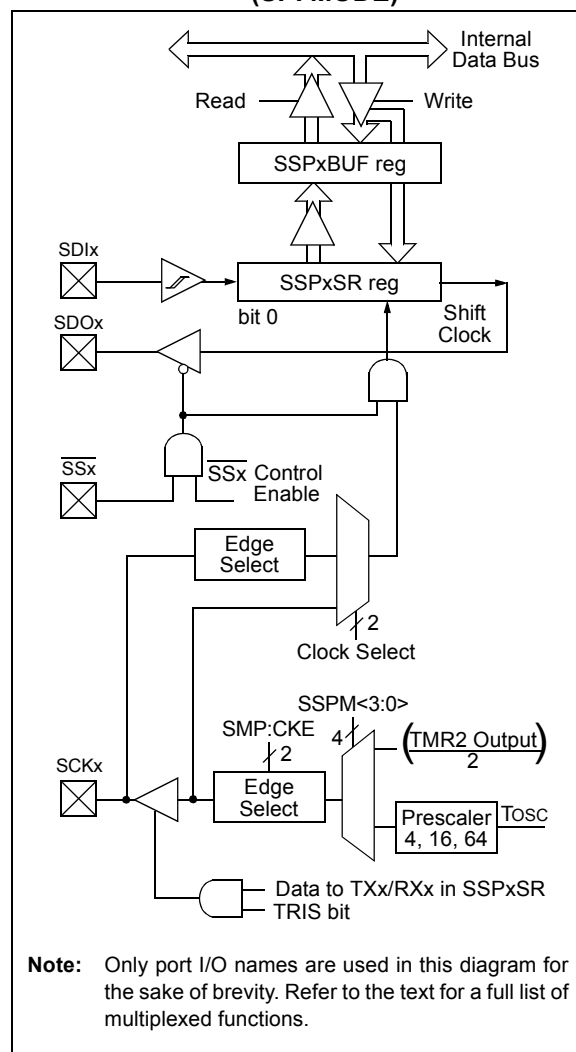 (SPI MODE)
Internal
Data Bus
Read
Write
SSPxBUF reg
SDIx
SSPxSR reg
bit 0
Shift
Clock
SDOx
SSx
SSx Control
Enable
Edge
Select
2
Clock Select
SSPM<3:0>
4
SMP:CKE
2
(TMR2 Output)
2
SCKx
Edge
Select
Prescaler
4, 16, 64
TOSC
Data to TXx/RXx in SSPxSR
TRIS bit
Note: Only port I/O names are used in this diagram for
the sake of brevity. Refer to the text for a full list of
multiplexed functions.